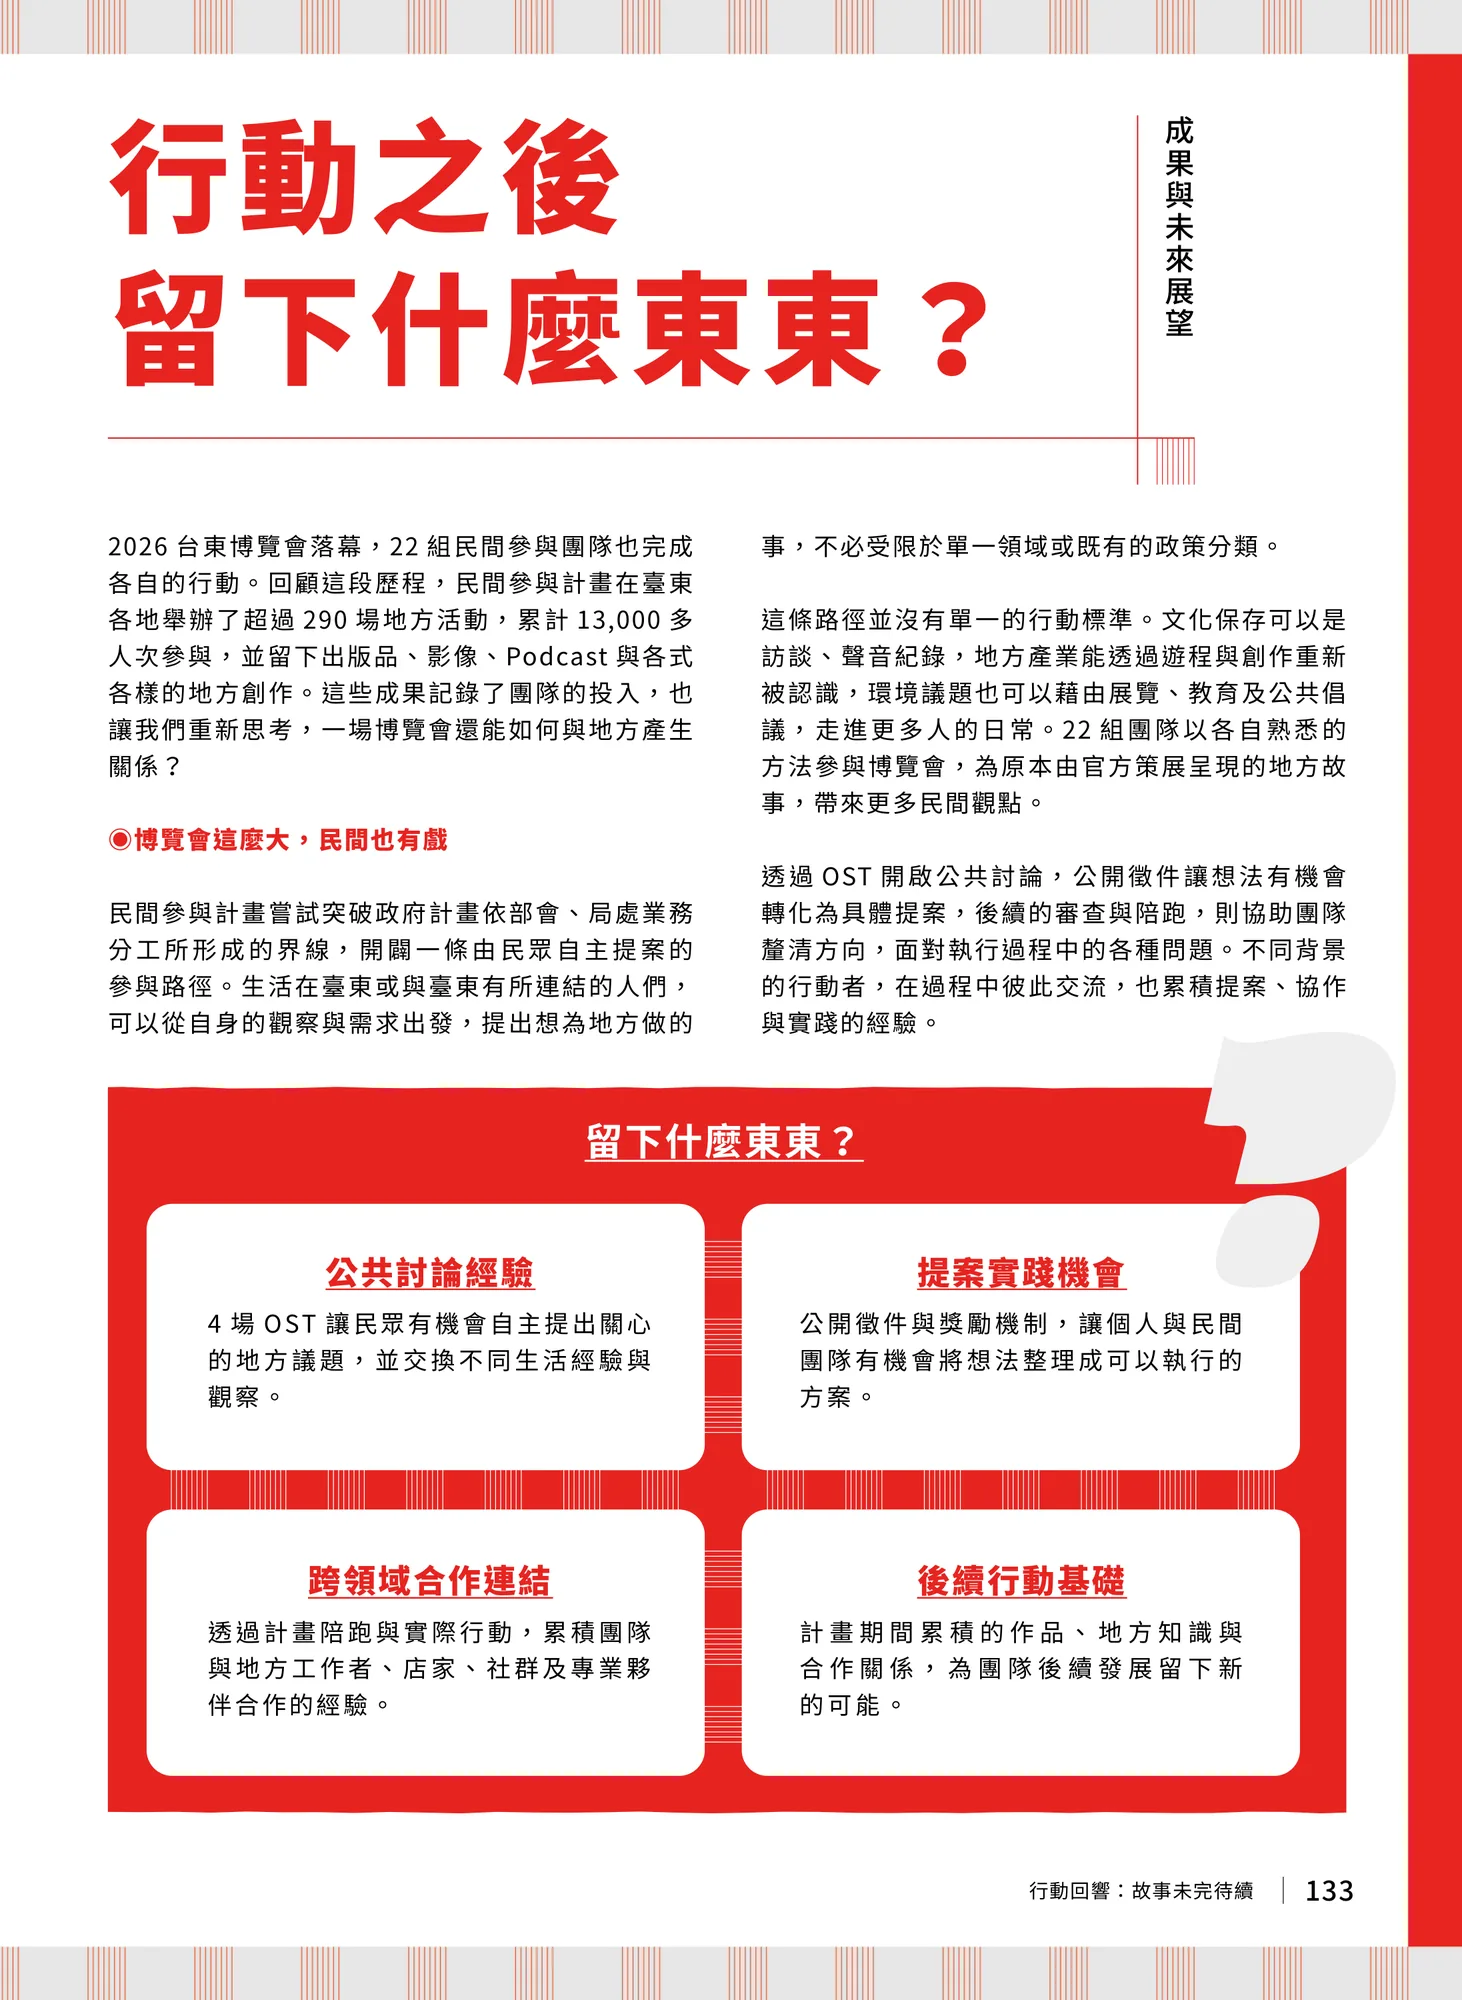 行動之後
留下什麼東東？
成果與未來展望
2026 台東博覽會落幕，22 組民間參與團隊也完成
各自的行動。回顧這段歷程，民間參與計畫在臺東
各地舉辦了超過 290 場地方活動，累計 13,000 多
人次參與，並留下出版品、影像、Podcast 與各式
各樣的地方創作。這些成果記錄了團隊的投入，也
讓我們重新思考，一場博覽會還能如何與地方產生
關係？
◉博覽會這麼大，民間也有戲
民間參與計畫嘗試突破政府計畫依部會、局處業務
分工所形成的界線，開闢一條由民眾自主提案的
參與路徑。生活在臺東或與臺東有所連結的人們，
可以從自身的觀察與需求出發，提出想為地方做的
事，不必受限於單一領域或既有的政策分類。
這條路徑並沒有單一的行動標準。文化保存可以是
訪談、聲音紀錄，地方產業能透過遊程與創作重新
被認識，環境議題也可以藉由展覽、教育及公共倡
議，走進更多人的日常。22 組團隊以各自熟悉的
方法參與博覽會，為原本由官方策展呈現的地方故
事，帶來更多民間觀點。
透過 OST 開啟公共討論，公開徵件讓想法有機會
轉化為具體提案，後續的審查與陪跑，則協助團隊
釐清方向，面對執行過程中的各種問題。不同背景
的行動者，在過程中彼此交流，也累積提案、協作
與實踐的經驗。
留下什麼東東？
公共討論經驗
4 場 OST 讓民眾有機會自主提出關心
的地方議題，並交換不同生活經驗與
觀察。
提案實踐機會
公開徵件與獎勵機制，讓個人與民間
團隊有機會將想法整理成可以執行的
方案。
跨領域合作連結
透過計畫陪跑與實際行動，累積團隊
與地方工作者、店家、社群及專業夥
伴合作的經驗。
後續行動基礎
計畫期間累積的作品、地方知識與
合作關係，為團隊後續發展留下新
的可能。
行動回響：故事未完待續
133